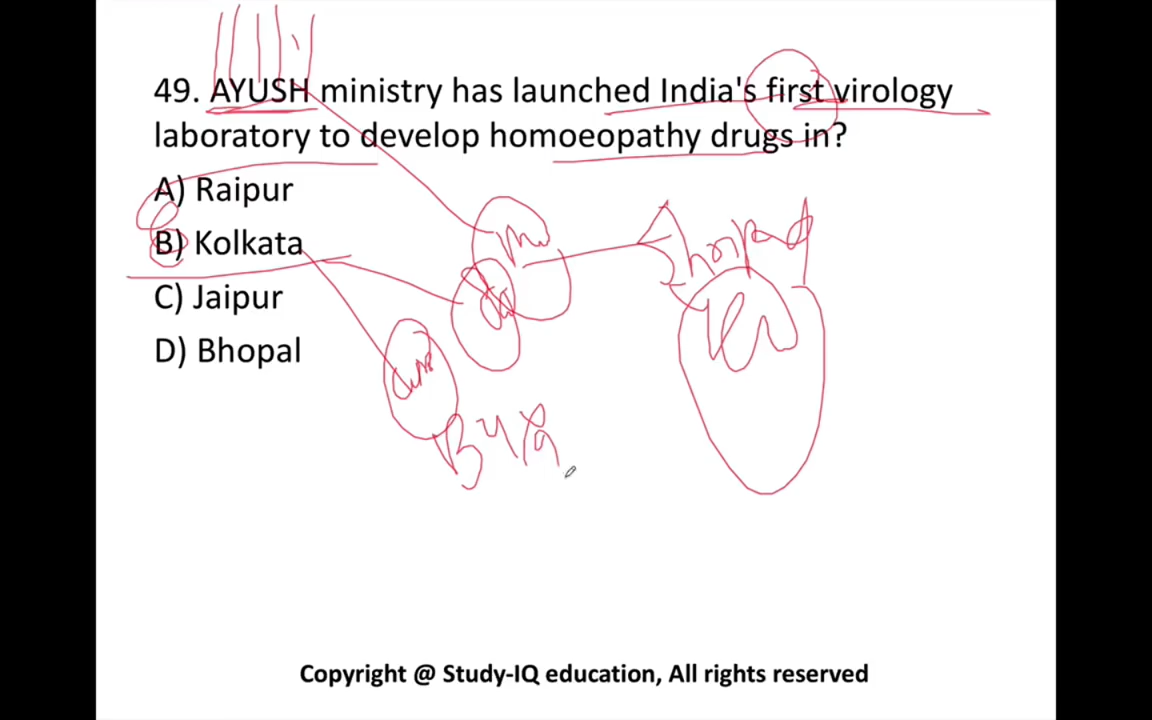 49. AYUSH ministry has launched India's first virology
laboratory to develop homoeopathy drugs in?
A) Raipur
B) Kolkata
C) Jaipur
D) Bhopal
Shripad
Copyright @ Study-IQ education, All rights reserved